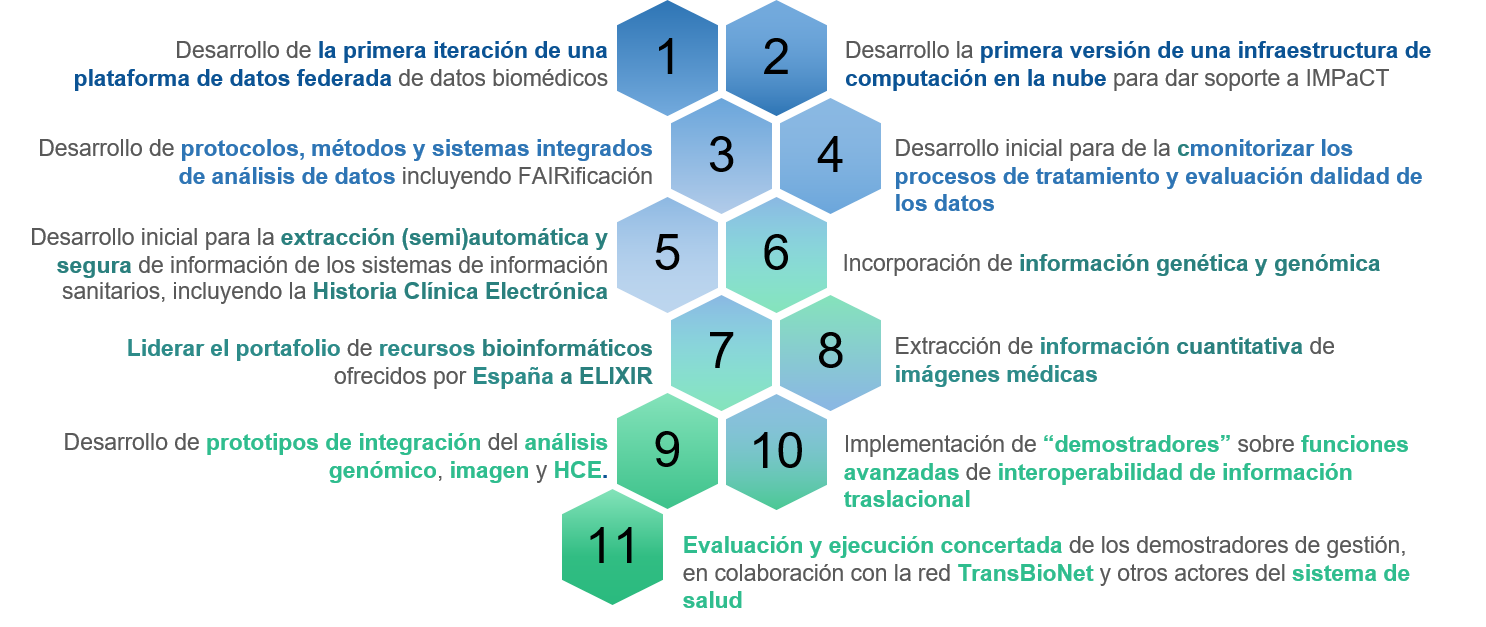 1
Desarrollo de la primera iteración de una
plataforma de datos federada de datos biomédicos
2
Desarrollo la primera versión de una infraestructura de
computación en la nube para dar soporte a IMPaCT
3
Desarrollo de protocolos, métodos y sistemas integrados
de análisis de datos incluyendo FAIRificación
4
Desarrollo inicial para de la cmonitorizar los
procesos de tratamiento y evaluación dalidad de
los datos
5
Desarrollo inicial para la extracción (semi)automática y
segura de información de los sistemas de información
sanitarios, incluyendo la Historia Clínica Electrónica
6
Incorporación de información genética y genómica
7
Liderar el portafolio de recursos bioinformáticos
ofrecidos por España a ELIXIR
8
Extracción de información cuantitativa de
imágenes médicas
9
Desarrollo de prototipos de integración del análisis
genómico, imagen y HCE.
10
Implementación de “demostradores” sobre funciones
avanzadas de interoperabilidad de información
traslacional
11
Evaluación y ejecución concertada de los demostradores de gestión,
en colaboración con la red TransBioNet y otros actores del sistema de
salud